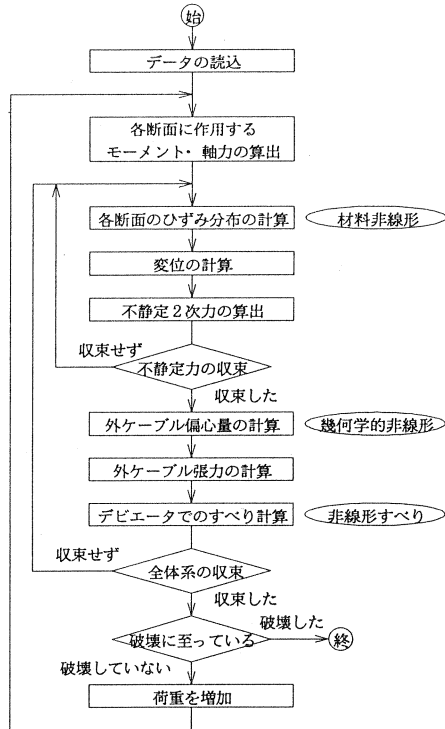 始
データの読込
各断面に作用する
モーメント・軸力の算出
各断面のひずみ分布の計算
材料非線形
変位の計算
不静定2次力の算出
収束せず
不静定力の収束
収束した
外ケーブル偏心量の計算
幾何学的非線形
外ケーブル張力の計算
デビエータでのすべり計算
非線形すべり
収束せず
全体系の収束
収束した
破壊した
破壊に至っている
終
破壊していない
荷重を増加